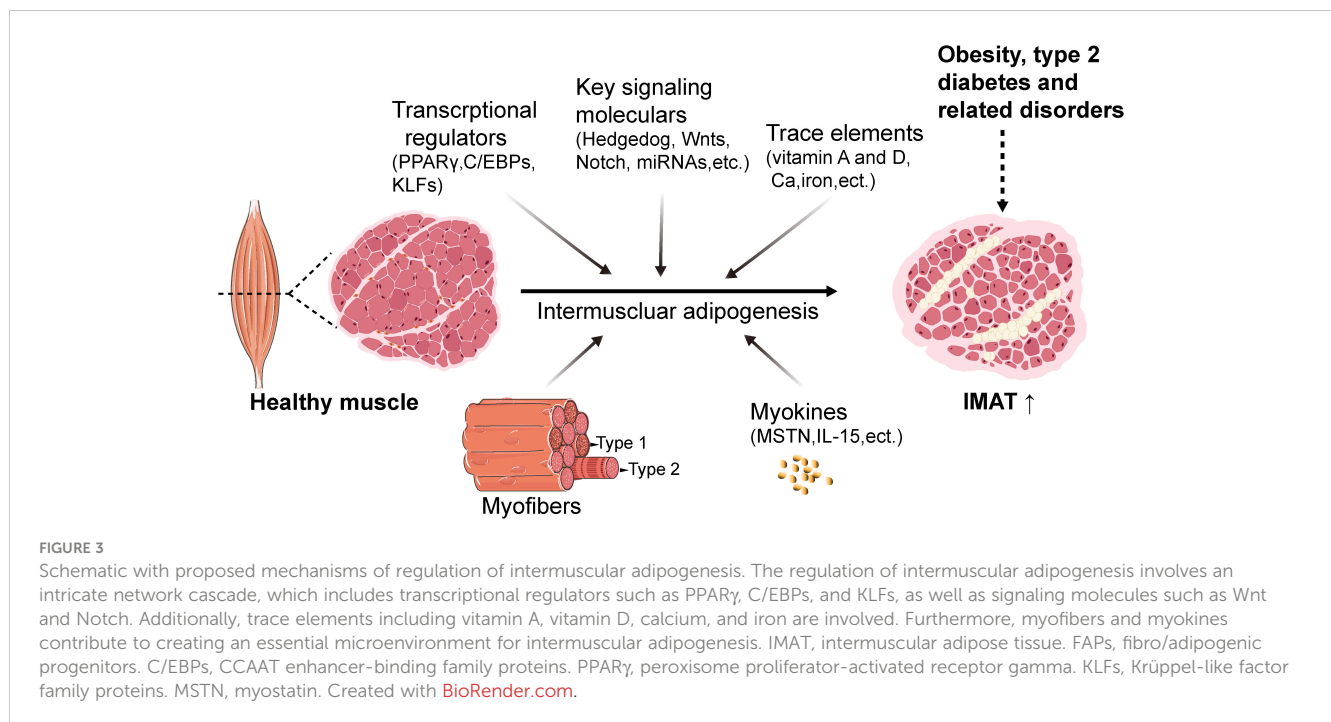 Transcrptional
regulators
(PPARγ,C/EBPs,
KLFs)
Key signaling
moleculars
(Hedgedog, Wnts,
Notch, miRNAs,etc.)
Trace elements
(vitamin A and D,
Ca,iron,ect.)
Obesity, type 2
diabetes and
related disorders
Intermuscluar adipogenesis
Healthy muscle
Type 1
Type 2
Myofibers
Myokines
(MSTN,IL-15,ect.)
IMAT ↑
FIGURE 3
Schematic with proposed mechanisms of regulation of intermuscular adipogenesis. The regulation of intermuscular adipogenesis involves an
intricate network cascade, which includes transcriptional regulators such as PPARγ, C/EBPs, and KLFs, as well as signaling molecules such as Wnt
and Notch. Additionally, trace elements including vitamin A, vitamin D, calcium, and iron are involved. Furthermore, myofibers and myokines
contribute to creating an essential microenvironment for intermuscular adipogenesis. IMAT, intermuscular adipose tissue. FAPs, fibro/adipogenic
progenitors. C/EBPs, CCAAT enhancer-binding family proteins. PPARγ, peroxisome proliferator-activated receptor gamma. KLFs, Krüppel-like factor
family proteins. MSTN, myostatin. Created with BioRender.com.